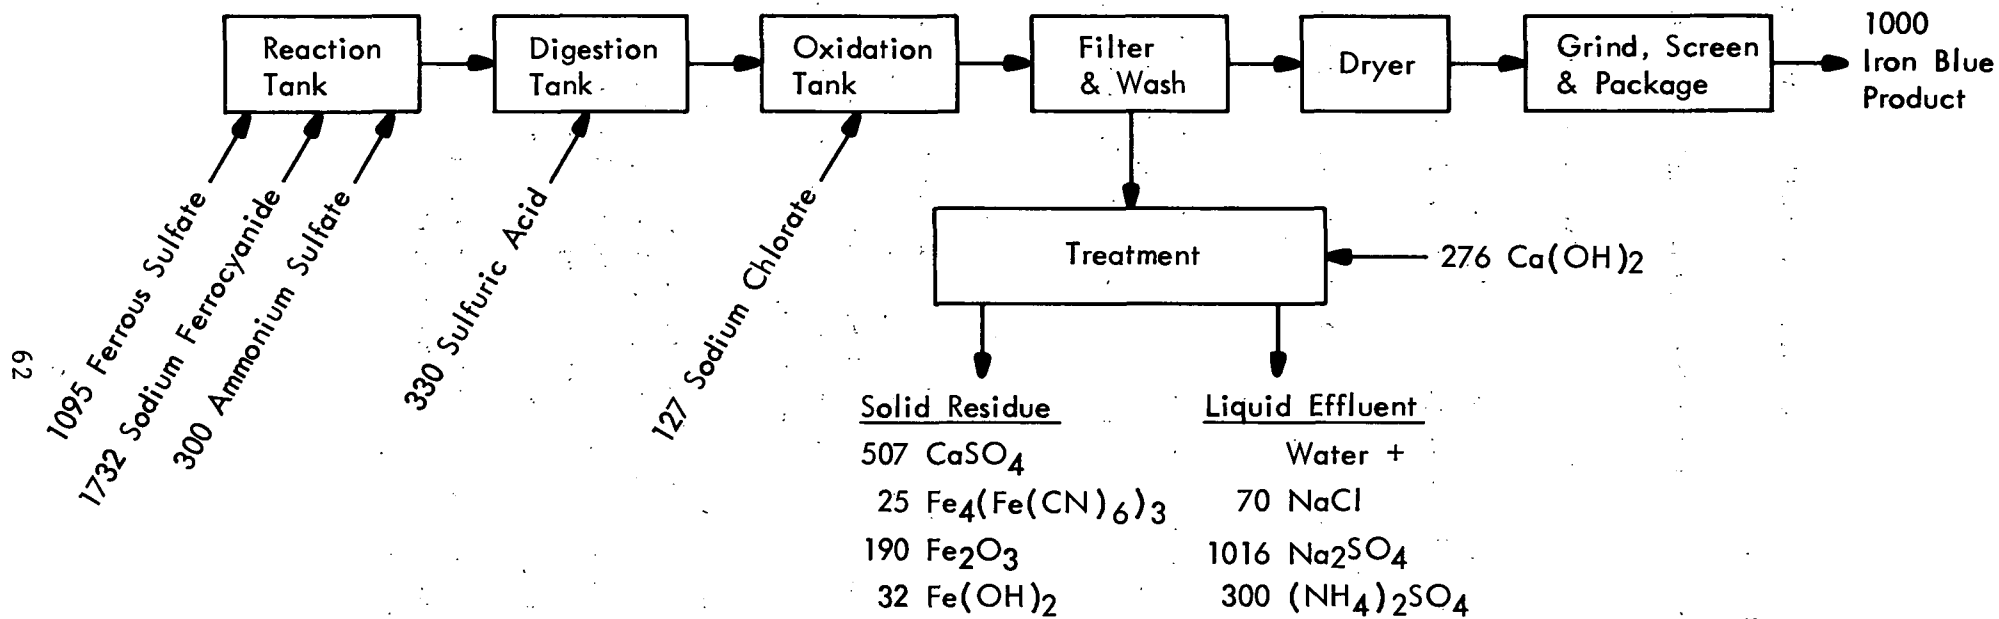 Reaction
Tank
Digestion
Tank
Oxidation
Tank
Filter
& Wash
Dryer
Grind, Screen
& Package
1000
Iron Blue
Product
1095 Ferrous Sulfate
1732 Sodium Ferrocyanide
300 Ammonium Sulfate
330 Sulfuric Acid
127 Sodium Chlorate
Treatment
276 Ca(OH)2
62
Solid Residue
507 CaSO4
25 Fe4(Fe(CN)6)3
190 Fe2O3
32 Fe(OH)2
Liquid Effluent
Water +
70 NaCl
1016 Na2SO4
300 (NH4)2SO4